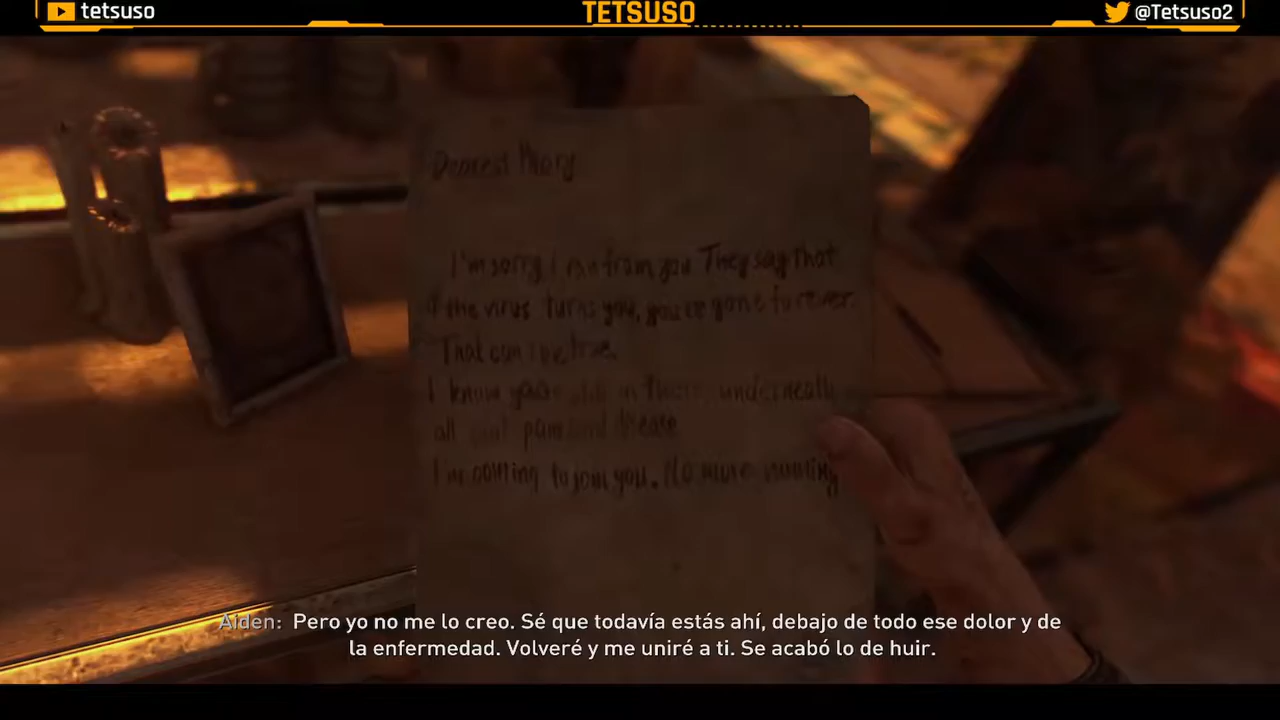 tetsuso
TETSUSO
@Tetsuso2
Dearest Mary
I'm sorry I ran from you They say that
if the virus turns you, you're gone forever.
That can't be true.
I know you're still in there, underneath
all that pain and disease
I'm coming to join you. No more running
Aiden: Pero yo no me lo creo. Sé que todavía estás ahí, debajo de todo ese dolor y de
la enfermedad. Volveré y me uniré a ti. Se acabó lo de huir.